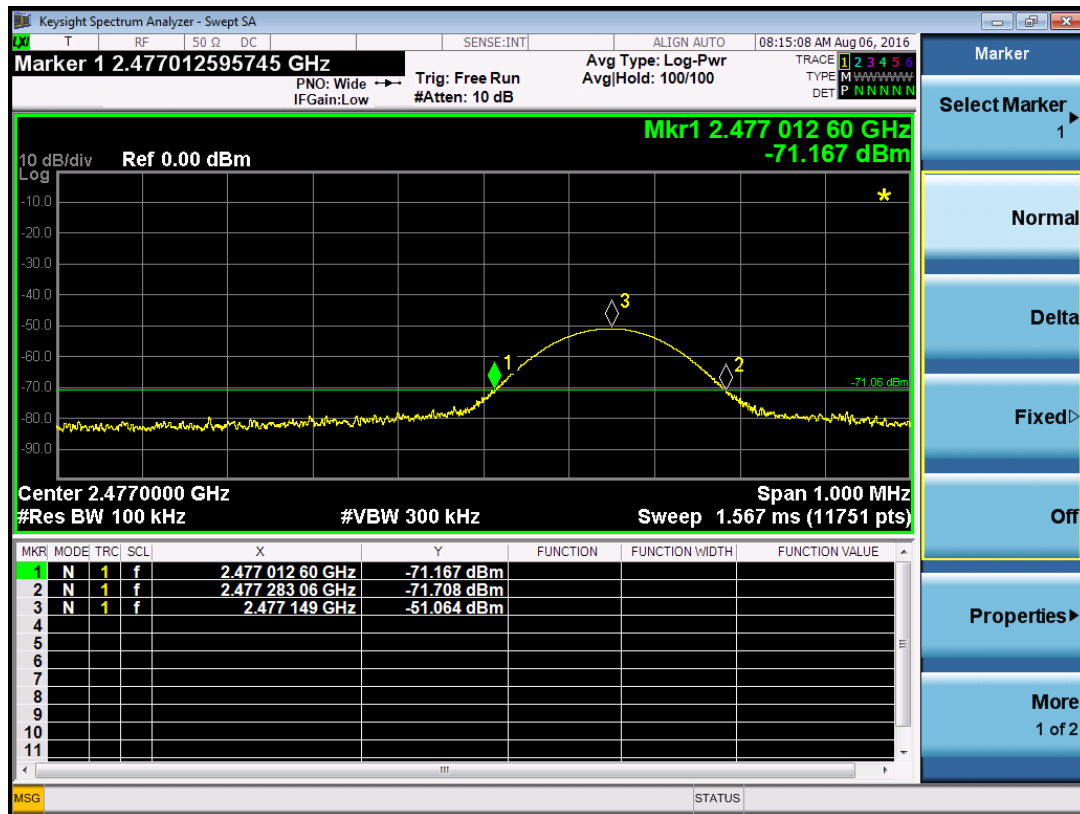 Keysight Spectrum Analyzer - Swept SA
LXI T RF 50 Ω DC SENSE:INT ALIGN AUTO 08:15:08 AM Aug 06, 2016
Marker 1 2.477012595745 GHz
PNO: Wide
IFGain:Low
Trig: Free Run
#Atten: 10 dB
Avg Type: Log-Pwr
Avg|Hold: 100/100
TRACE 1 2 3 4 5 6
TYPE M WWWWW
DET P N N N N N
Mkr1 2.477 012 60 GHz
-71.167 dBm
10 dB/div Ref 0.00 dBm
Log
-10.0
-20.0
-30.0
-40.0
-50.0
-60.0
-70.0
-80.0
-90.0
*
3
1
2
-71.06 dBm
Center 2.4770000 GHz Span 1.000 MHz
#Res BW 100 kHz #VBW 300 kHz Sweep 1.567 ms (11751 pts)
MKR MODE TRC SCL X Y FUNCTION FUNCTION WIDTH FUNCTION VALUE
1 N 1 f 2.477 012 60 GHz -71.167 dBm
2 N 1 f 2.477 283 06 GHz -71.708 dBm
3 N 1 f 2.477 149 GHz -51.064 dBm
4
5
6
7
8
9
10
11
MSG STATUS
Marker
Select Marker
1
Normal
Delta
Fixed
Off
Properties
More
1 of 2